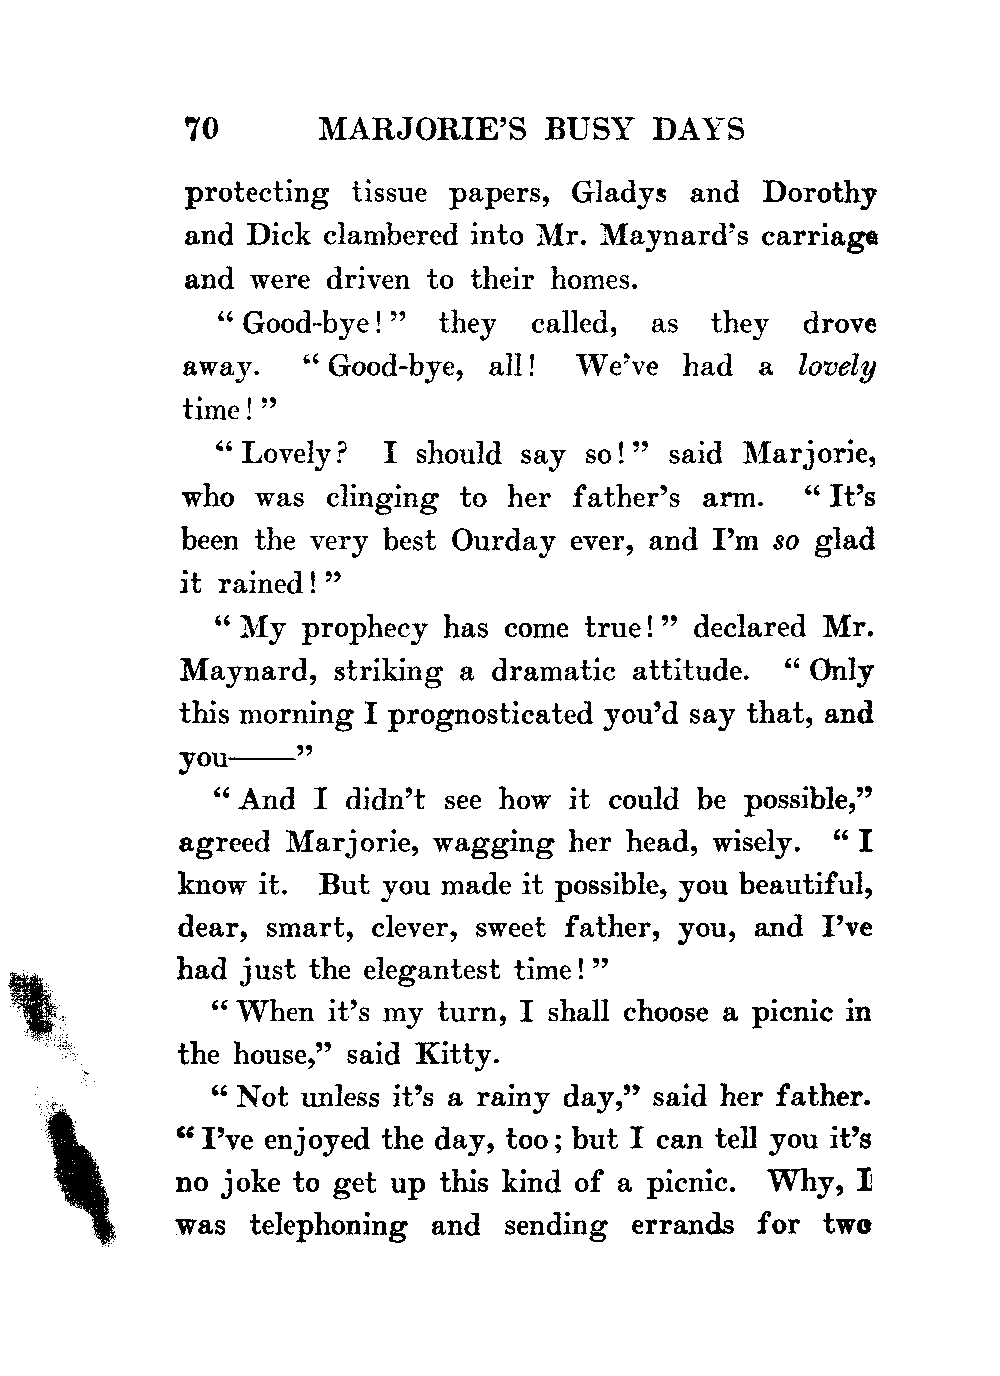 70 MARJORIE'S BUSY DAYS
protecting tissue papers, Gladys and Dorothy
and Dick clambered into Mr. Maynard's carriage
and were driven to their homes.
" Good-bye! " they called, as they drove
away. " Good-bye, all! We've had a lovely
time! "
" Lovely? I should say so! " said Marjorie,
who was clinging to her father's arm. " It's
been the very best Ourday ever, and I'm so glad
it rained! "
" My prophecy has come true! " declared Mr.
Maynard, striking a dramatic attitude. " Only
this morning I prognosticated you'd say that, and
you——"
" And I didn't see how it could be possible,"
agreed Marjorie, wagging her head, wisely. " I
know it. But you made it possible, you beautiful,
dear, smart, clever, sweet father, you, and I've
had just the elegantest time! "
" When it's my turn, I shall choose a picnic in
the house," said Kitty.
" Not unless it's a rainy day," said her father.
" I've enjoyed the day, too; but I can tell you it's
no joke to get up this kind of a picnic. Why, I
was telephoning and sending errands for two